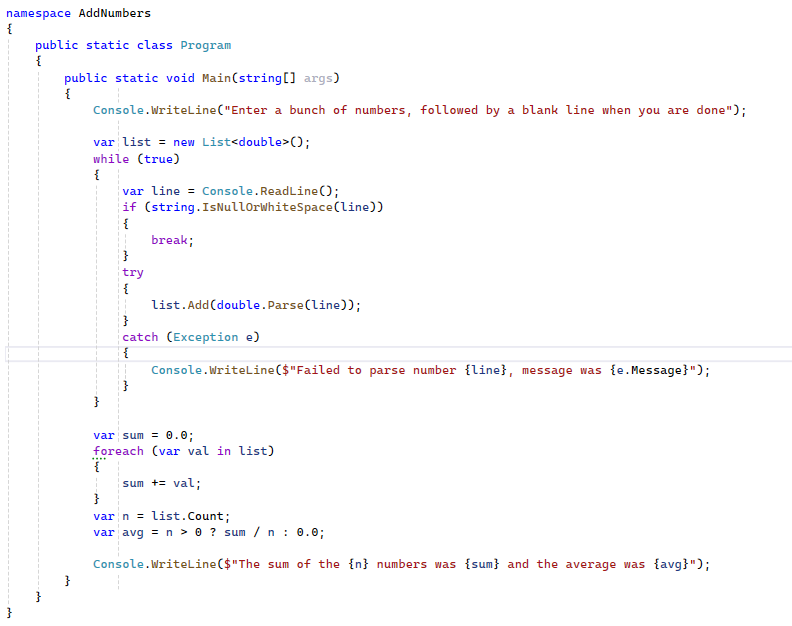 namespace AddNumbers
{
    public static class Program
    {
        public static void Main(string[] args)
        {
            Console.WriteLine("Enter a bunch of numbers, followed by a blank line when you are done");

            var list = new List<double>();
            while (true)
            {
                var line = Console.ReadLine();
                if (string.IsNullOrWhiteSpace(line))
                {
                    break;
                }
                try
                {
                    list.Add(double.Parse(line));
                }
                catch (Exception e)
                {
                    Console.WriteLine($"Failed to parse number {line}, message was {e.Message}");
                }
            }

            var sum = 0.0;
            foreach (var val in list)
            {
                sum += val;
            }
            var n = list.Count;
            var avg = n > 0 ? sum / n : 0.0;

            Console.WriteLine($"The sum of the {n} numbers was {sum} and the average was {avg}");
        }
    }
}